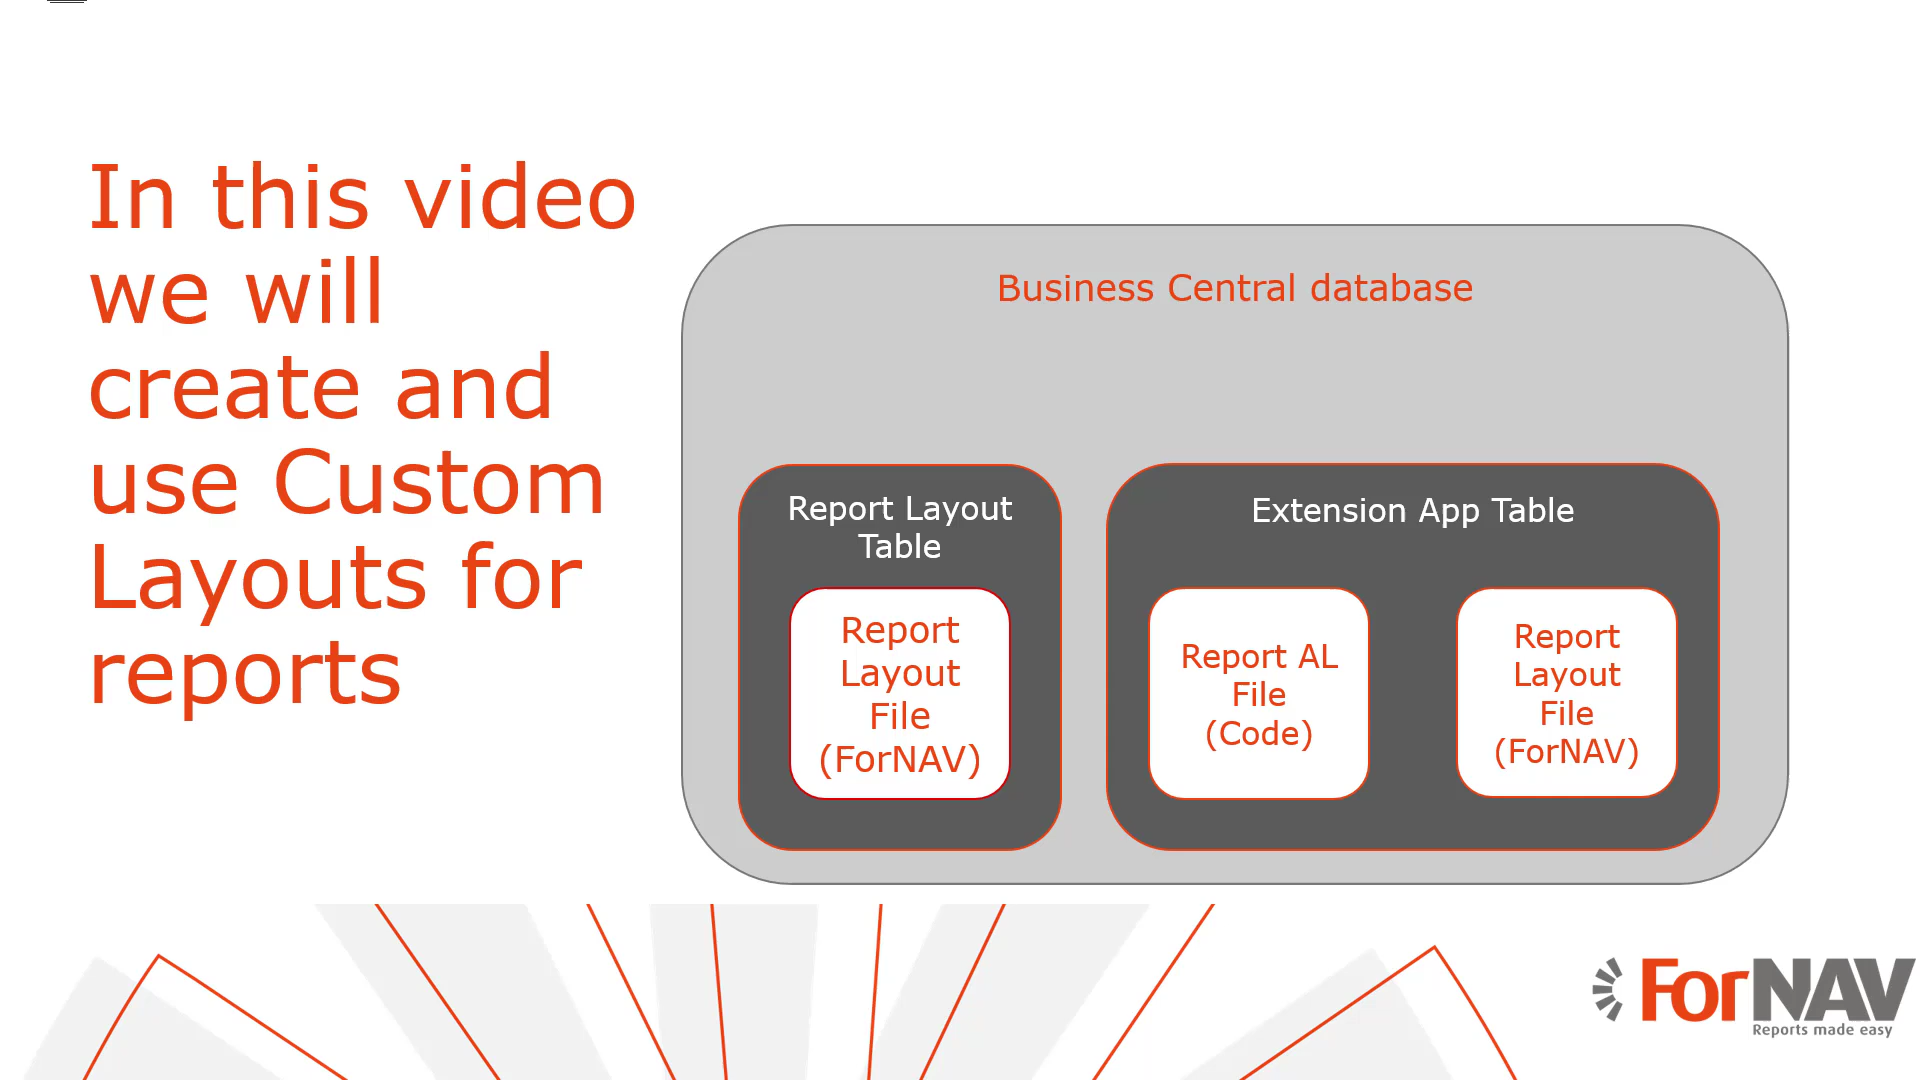 In this video
we will
create and
use Custom
Layouts for
reports
Business Central database
Report Layout
Table
Report
Layout
File
(ForNAV)
Extension App Table
Report AL
File
(Code)
Report
Layout
File
(ForNAV)
ForNAV
Reports made easy